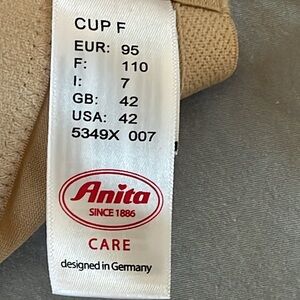 CUP F
EUR: 95
F: 110
I: 7
GB: 42
USA: 42
5349X 007
Anita
SINCE 1886
CARE
designed in Germany